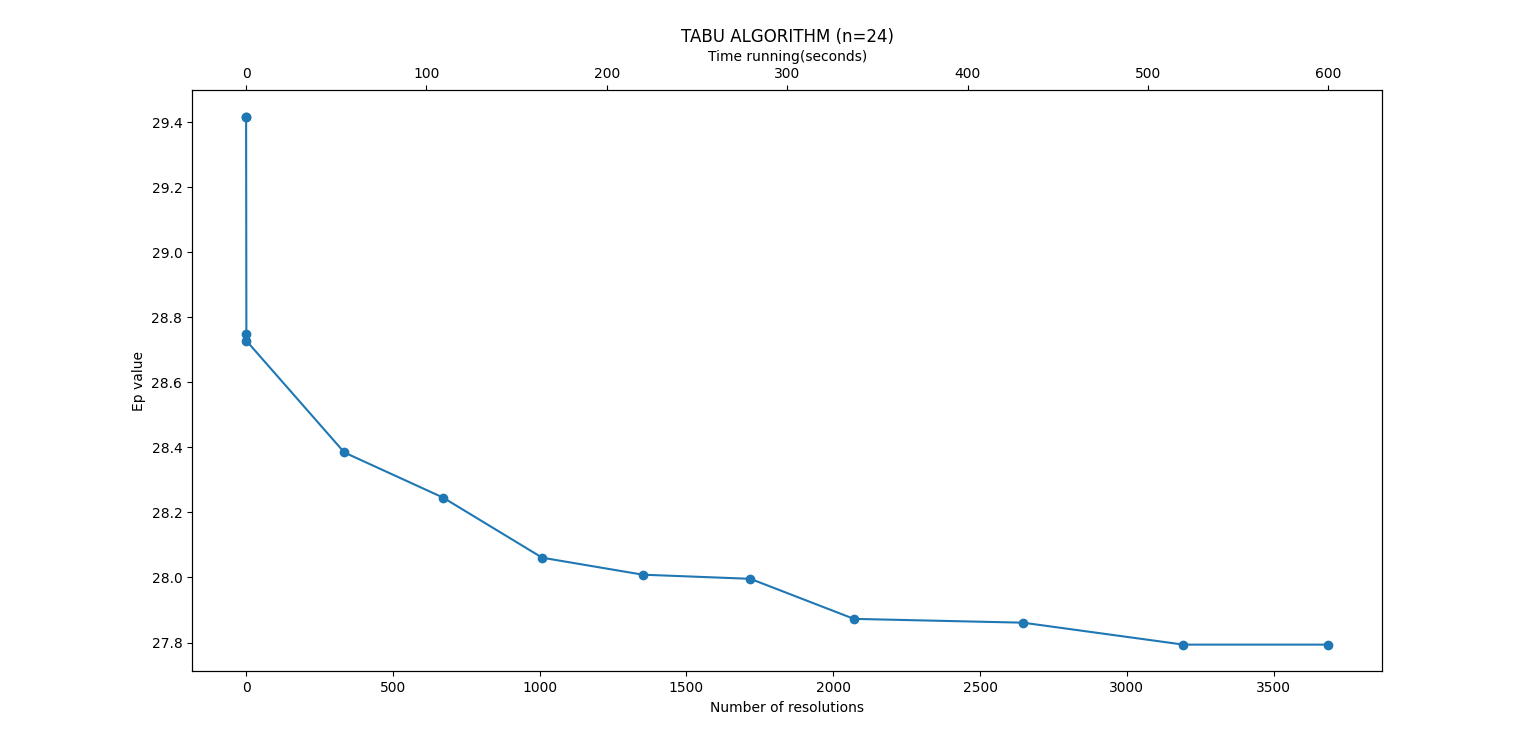 TABU ALGORITHM (n=24)
Time running(seconds)
0 100 200 300 400 500 600
29.4
29.2
29.0
28.8
28.6
28.4
28.2
28.0
27.8
Ep value
0 500 1000 1500 2000 2500 3000 3500
Number of resolutions